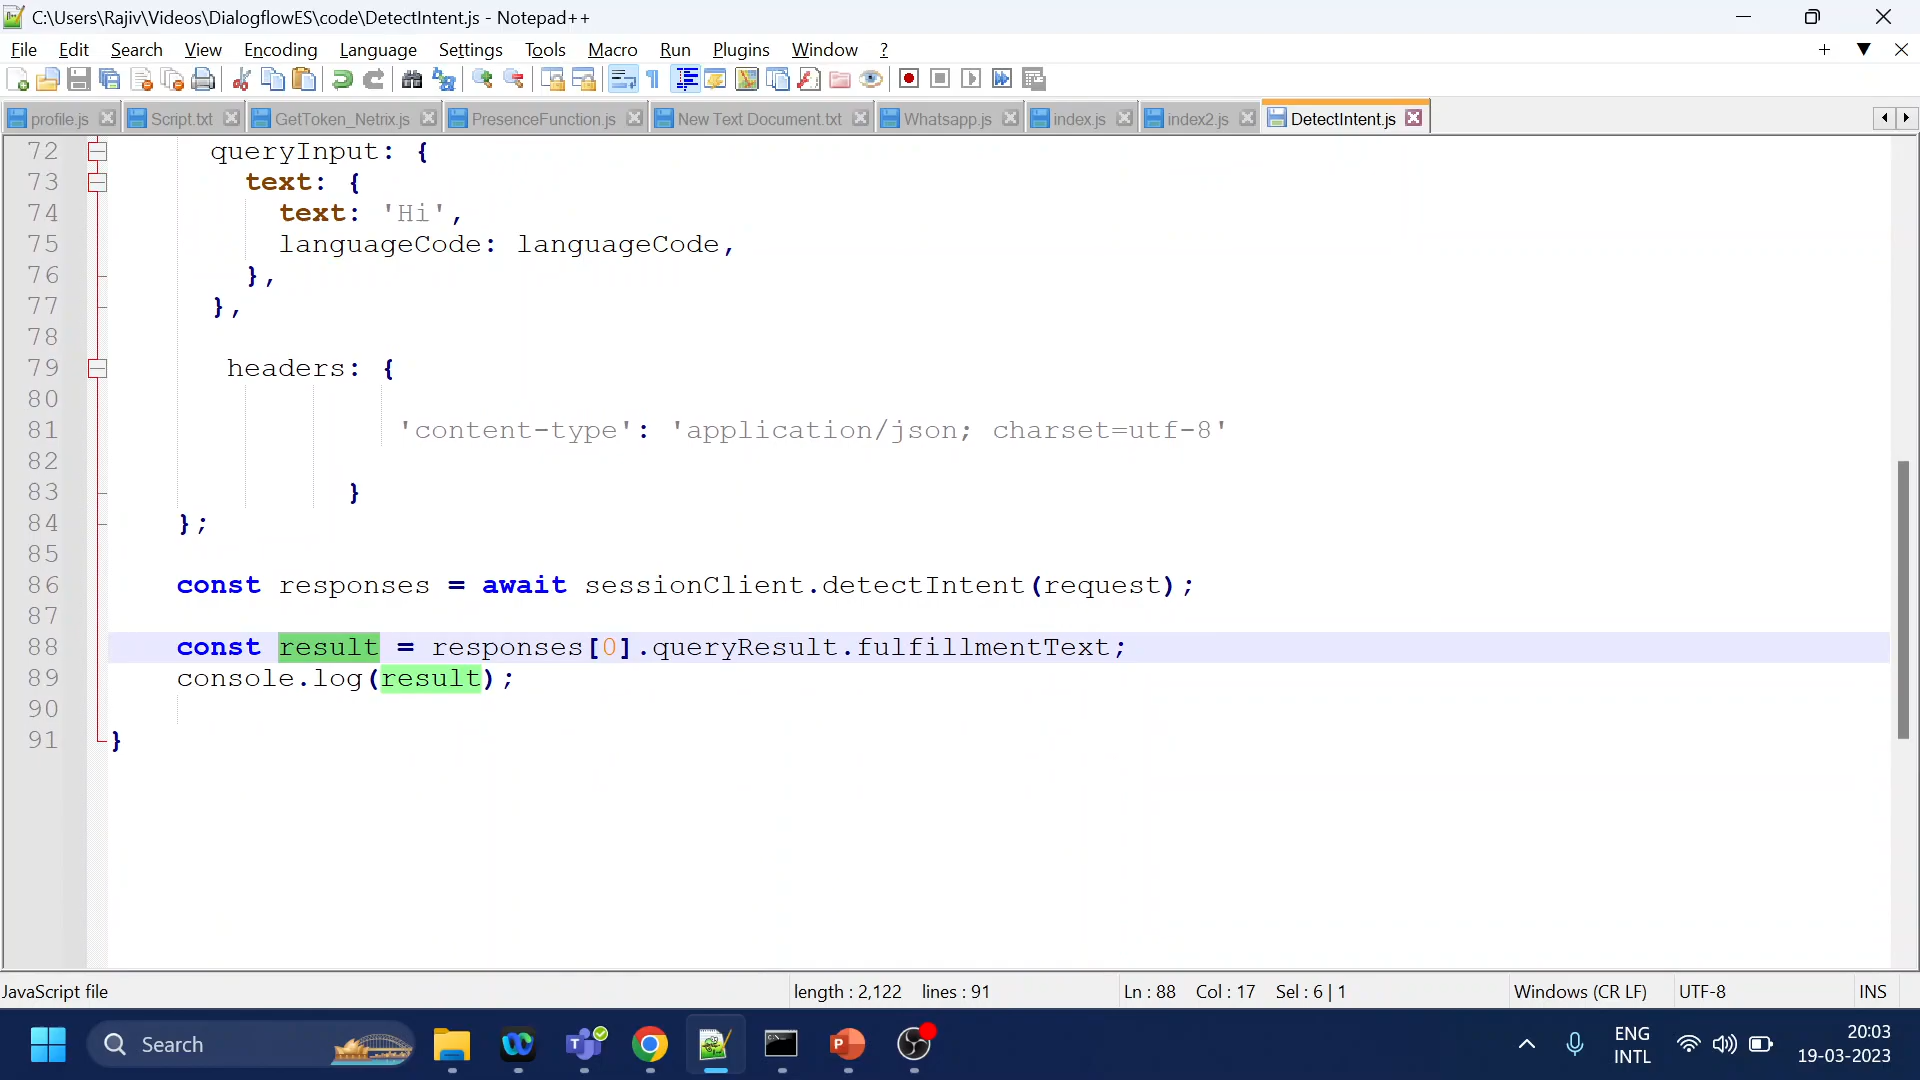 C:\Users\Rajiv\Videos\DialogflowES\code\DetectIntent.js - Notepad++
File Edit Search View Encoding Language Settings Tools Macro Run Plugins Window ?
profile.js Script.txt GetToken_Netrix.js PresenceFunction.js New Text Document.txt Whatsapp.js index.js index2.js DetectIntent.js
72 queryInput: {
73 text: {
74 text: 'Hi',
75 languageCode: languageCode,
76 },
77 },
78
79 headers: {
80
81 'content-type': 'application/json; charset=utf-8'
82
83 }
84 };
85
86 const responses = await sessionClient.detectIntent(request);
87
88 const result = responses[0].queryResult.fulfillmentText;
89 console.log(result);
90
91 }
JavaScript file length : 2,122 lines : 91 Ln : 88 Col : 17 Sel : 6 | 1 Windows (CR LF) UTF-8 INS
Search
ENG
INTL
20:03
19-03-2023